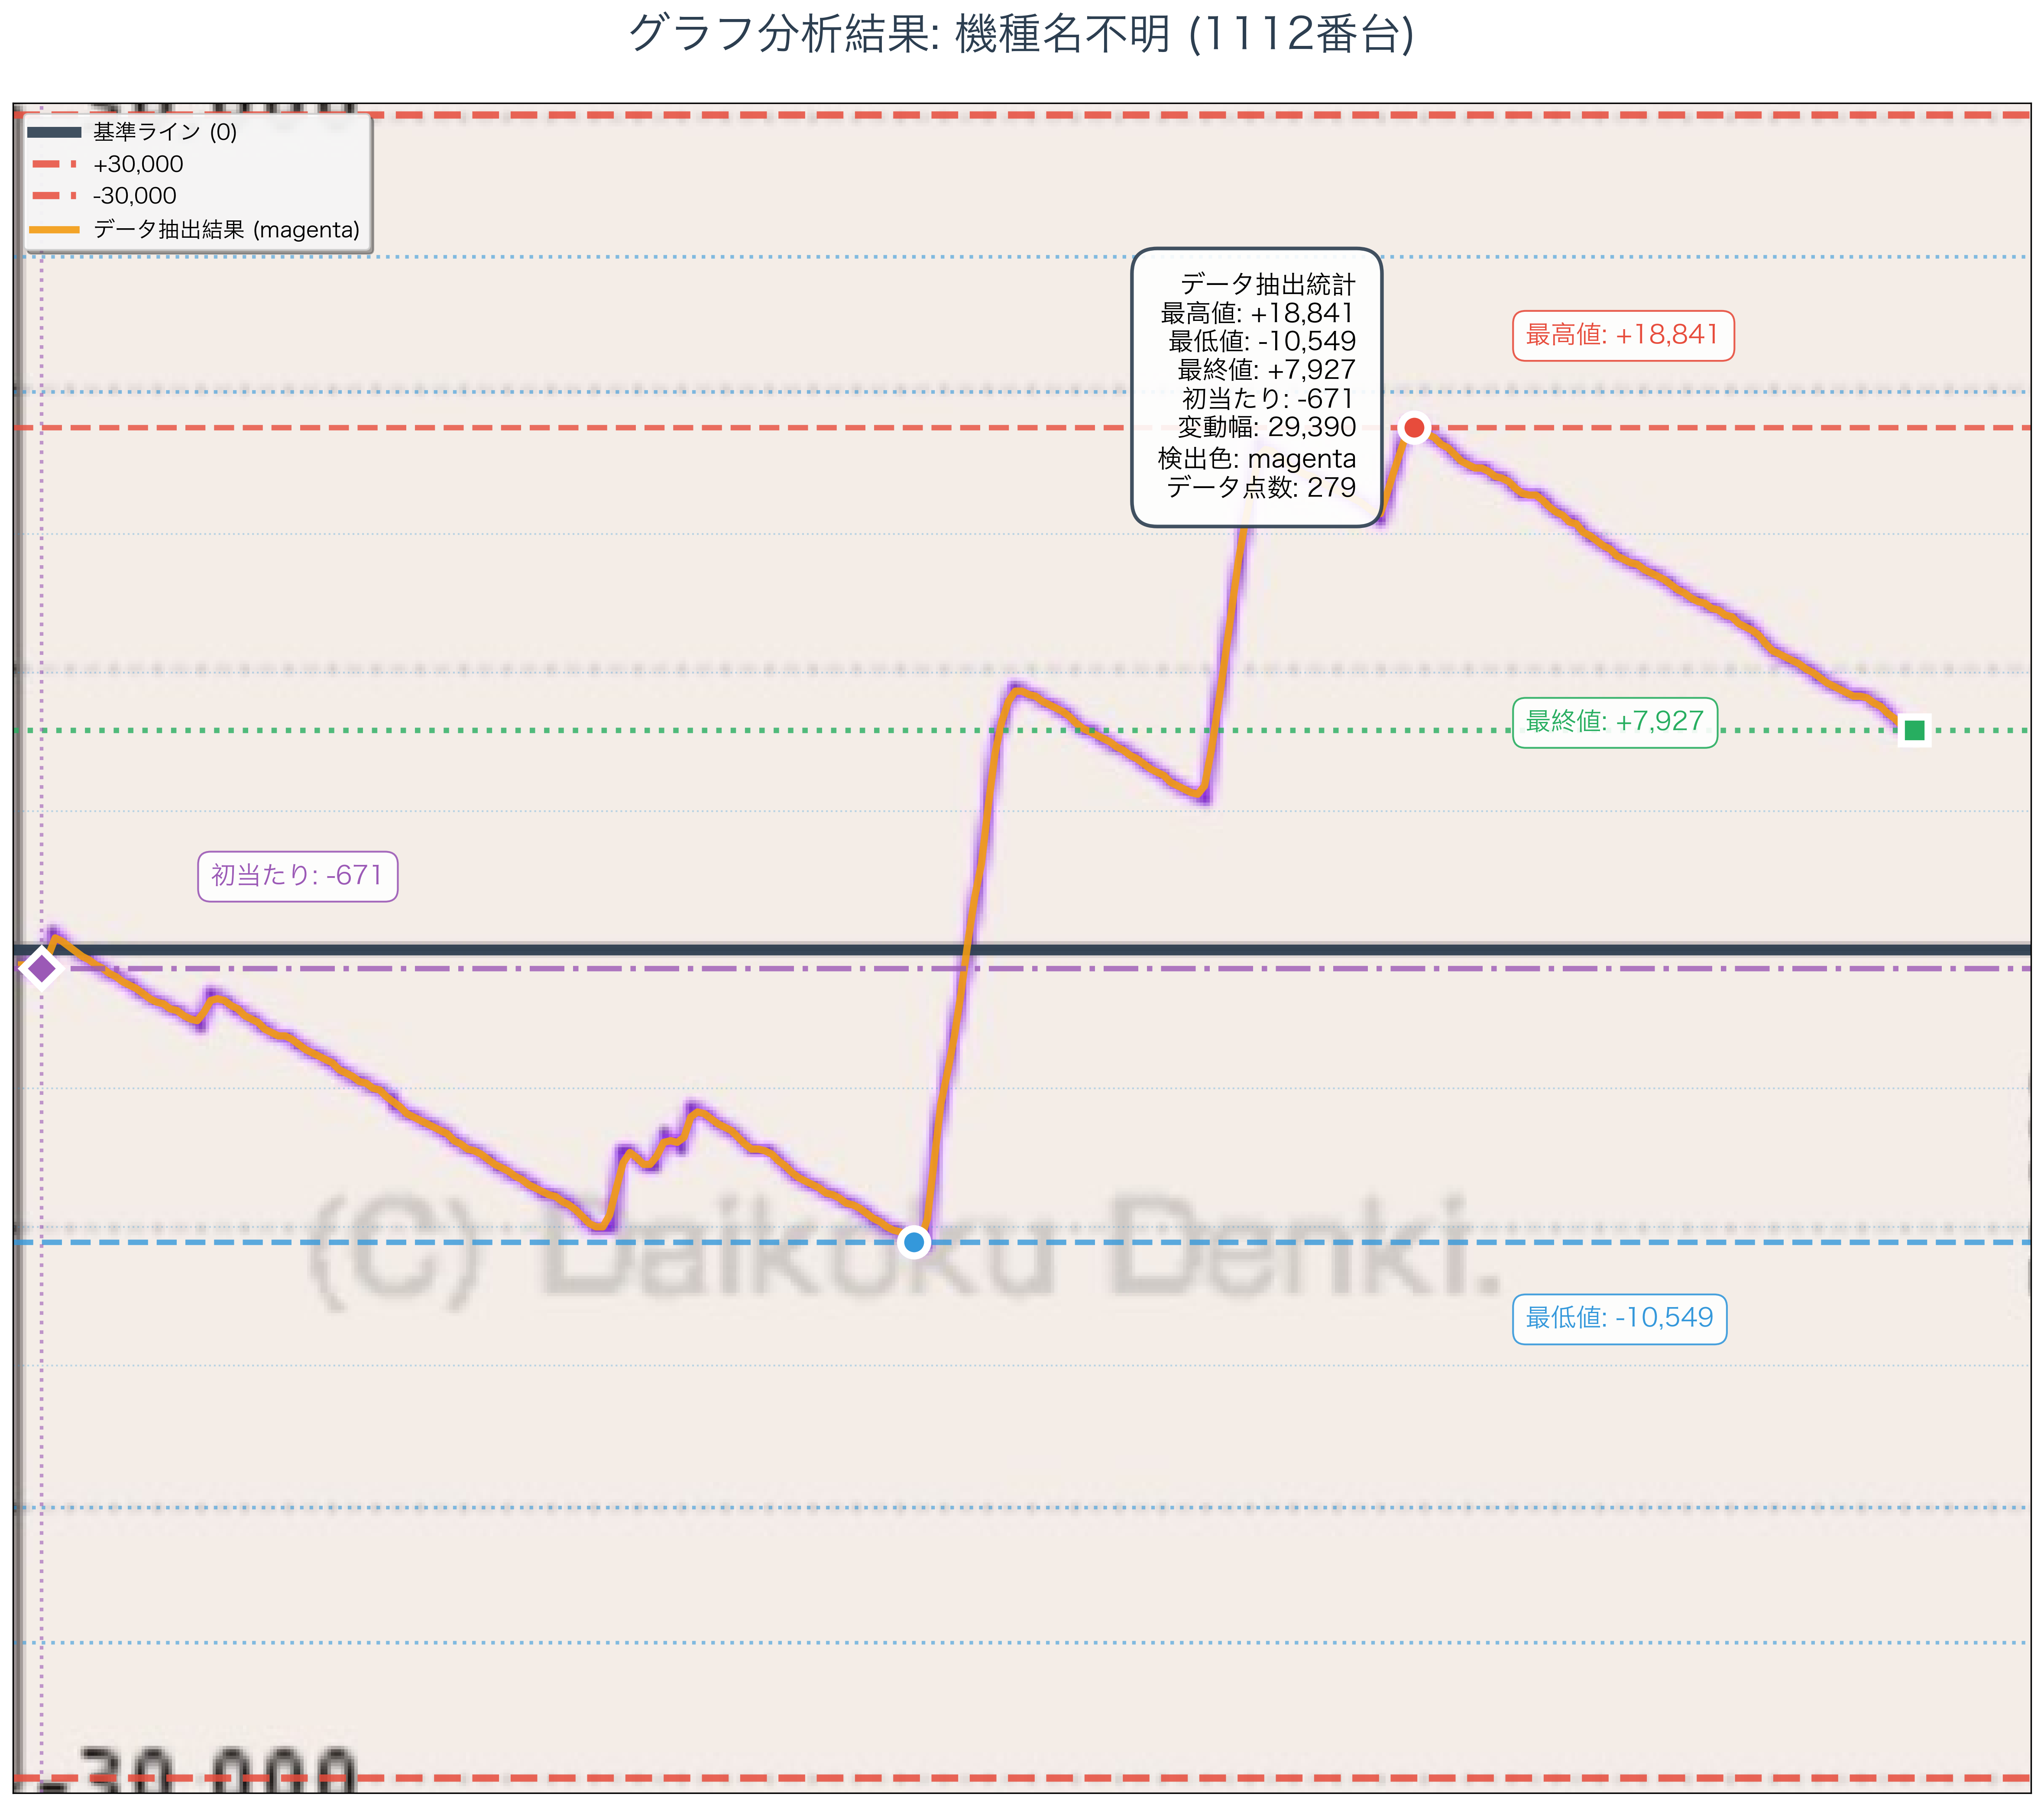 グラフ分析結果: 機種名不明 (1112番台)
基準ライン (0)
+30,000
-30,000
データ抽出結果 (magenta)
データ抽出統計
最高値: +18,841
最低値: -10,549
最終値: +7,927
初当たり: -671
変動幅: 29,390
検出色: magenta
データ点数: 279
最高値: +18,841
最終値: +7,927
初当たり: -671
(C) Daikoku Denki.
最低値: -10,549
-30,000